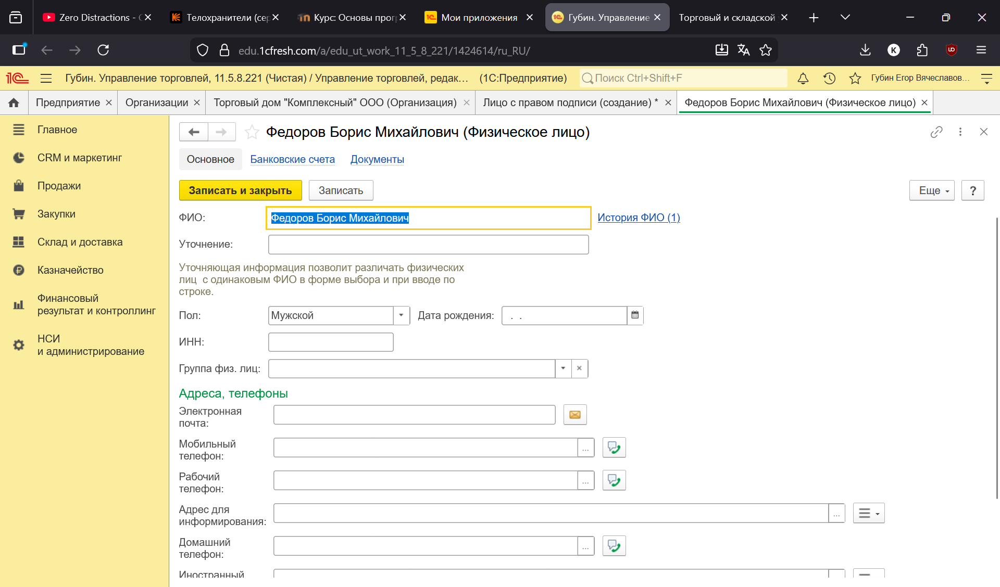 Zero Distractions -
Телохранители (сер
Курс: Основы прог
Мои приложения
Губин. Управление
Торговый и складской
edu.1cfresh.com/a/edu_ut_work_11_5_8_221/1424614/ru_RU/
K
Губин. Управление торговлей, 11.5.8.221 (Чистая) / Управление торговлей, редак... (1С:Предприятие)
Поиск Ctrl+Shift+F
Губин Егор Вячеславов...
Предприятие
Организации
Торговый дом "Комплексный" ООО (Организация)
Лицо с правом подписи (создание) *
Федоров Борис Михайлович (Физическое лицо)
Главное
CRM и маркетинг
Продажи
Закупки
Склад и доставка
Казначейство
Финансовый
результат и контроллинг
НСИ
и администрирование
Федоров Борис Михайлович (Физическое лицо)
Основное
Банковские счета
Документы
Записать и закрыть
Записать
Еще
?
ФИО:
Федоров Борис Михайлович
История ФИО (1)
Уточнение:
Уточняющая информация позволит различать физических
лиц с одинаковым ФИО в форме выбора и при вводе по
строке.
Пол:
Мужской
Дата рождения:
. .
ИНН:
Группа физ. лиц:
Адреса, телефоны
Электронная
почта:
Мобильный
телефон:
...
Рабочий
телефон:
...
Адрес для
информирования:
...
Домашний
телефон:
...
Иностранный